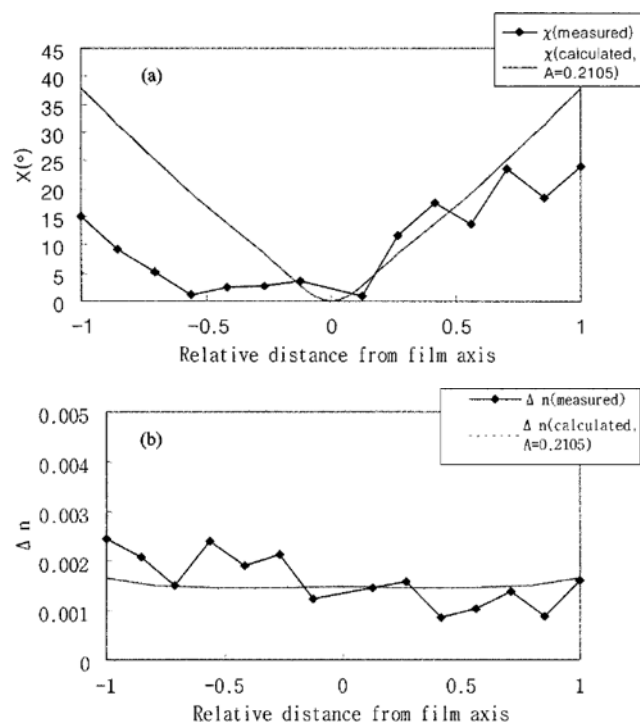 χ(measured)
χ(calculated,
A=0.2105)
(a)
45
40
35
30
25
20
15
10
5
0
χ(°)
-1
-0.5
0
0.5
1
Relative distance from film axis
Δ n(measured)
Δ n(calculated,
A=0.2105)
(b)
0.005
0.004
0.003
0.002
0.001
0
Δ n
-1
-0.5
0
0.5
1
Relative distance from film axis